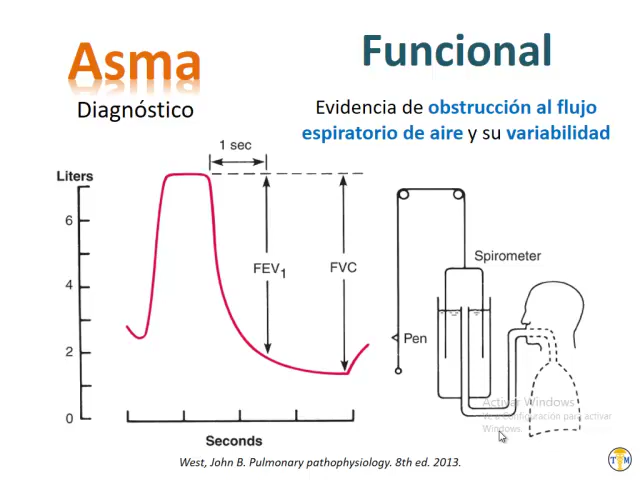 Asma
Diagnóstico
Funcional
Evidencia de obstrucción al flujo
espiratorio de aire y su variabilidad
1 sec
Liters
6
4
2
0
FEV1
FVC
Seconds
Spirometer
Pen
Activar Windows
Ve a Configuración para activar
Windows.
West, John B. Pulmonary pathophysiology. 8th ed. 2013.
T M